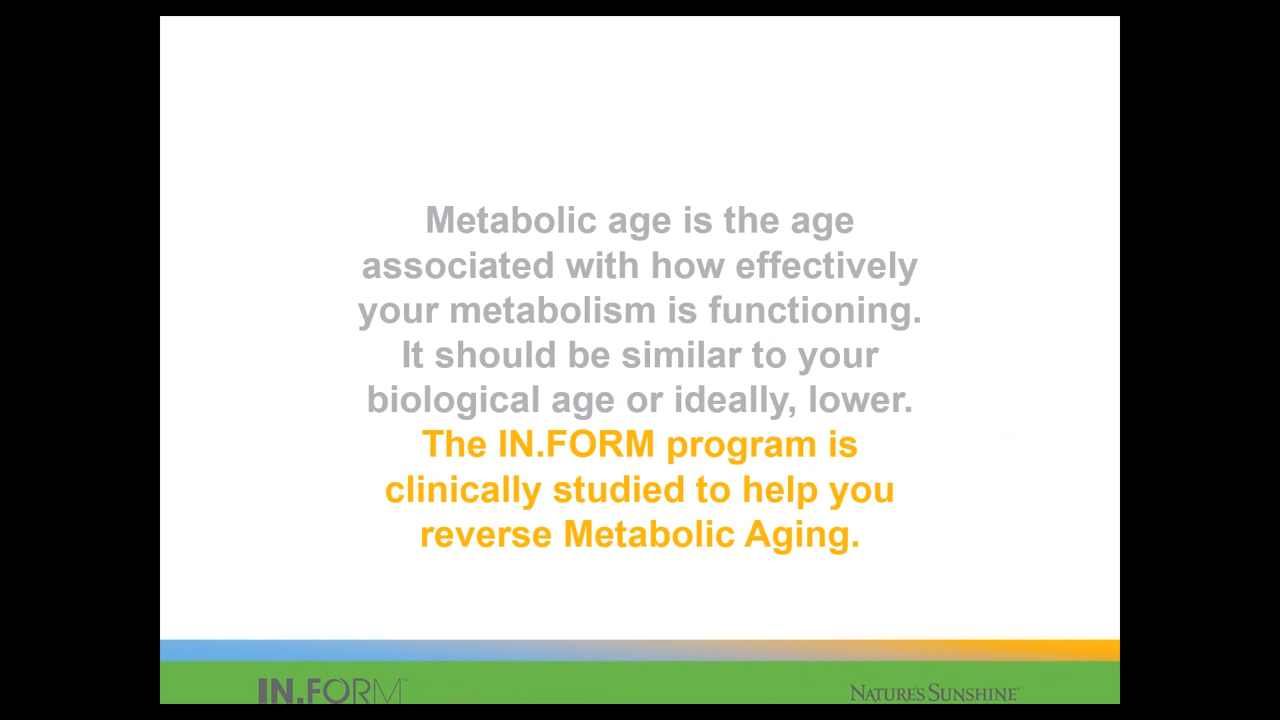 Metabolic age is the age
associated with how effectively
your metabolism is functioning.
It should be similar to your
biological age or ideally, lower.
The IN.FORM program is
clinically studied to help you
reverse Metabolic Aging.
IN.FORM™
NATURE'S SUNSHINE®